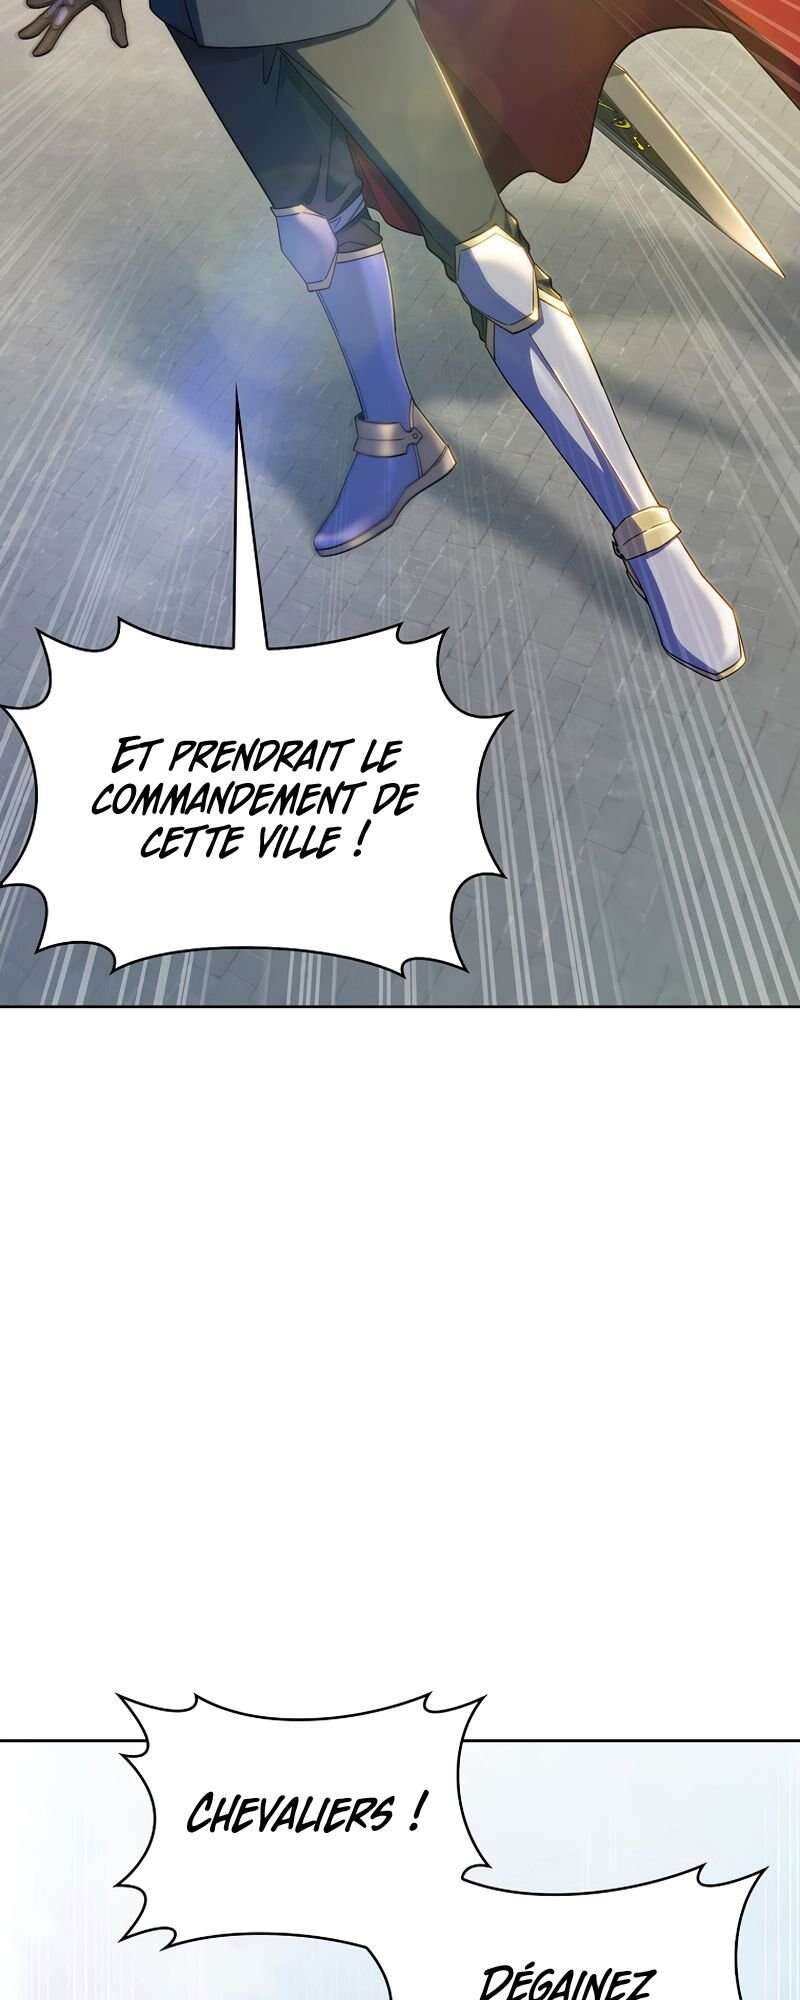 ET PRENDRAIT LE
COMMANDEMENT DE
CETTE VILLE !
CHEVALIERS !
DÉGAINEZ